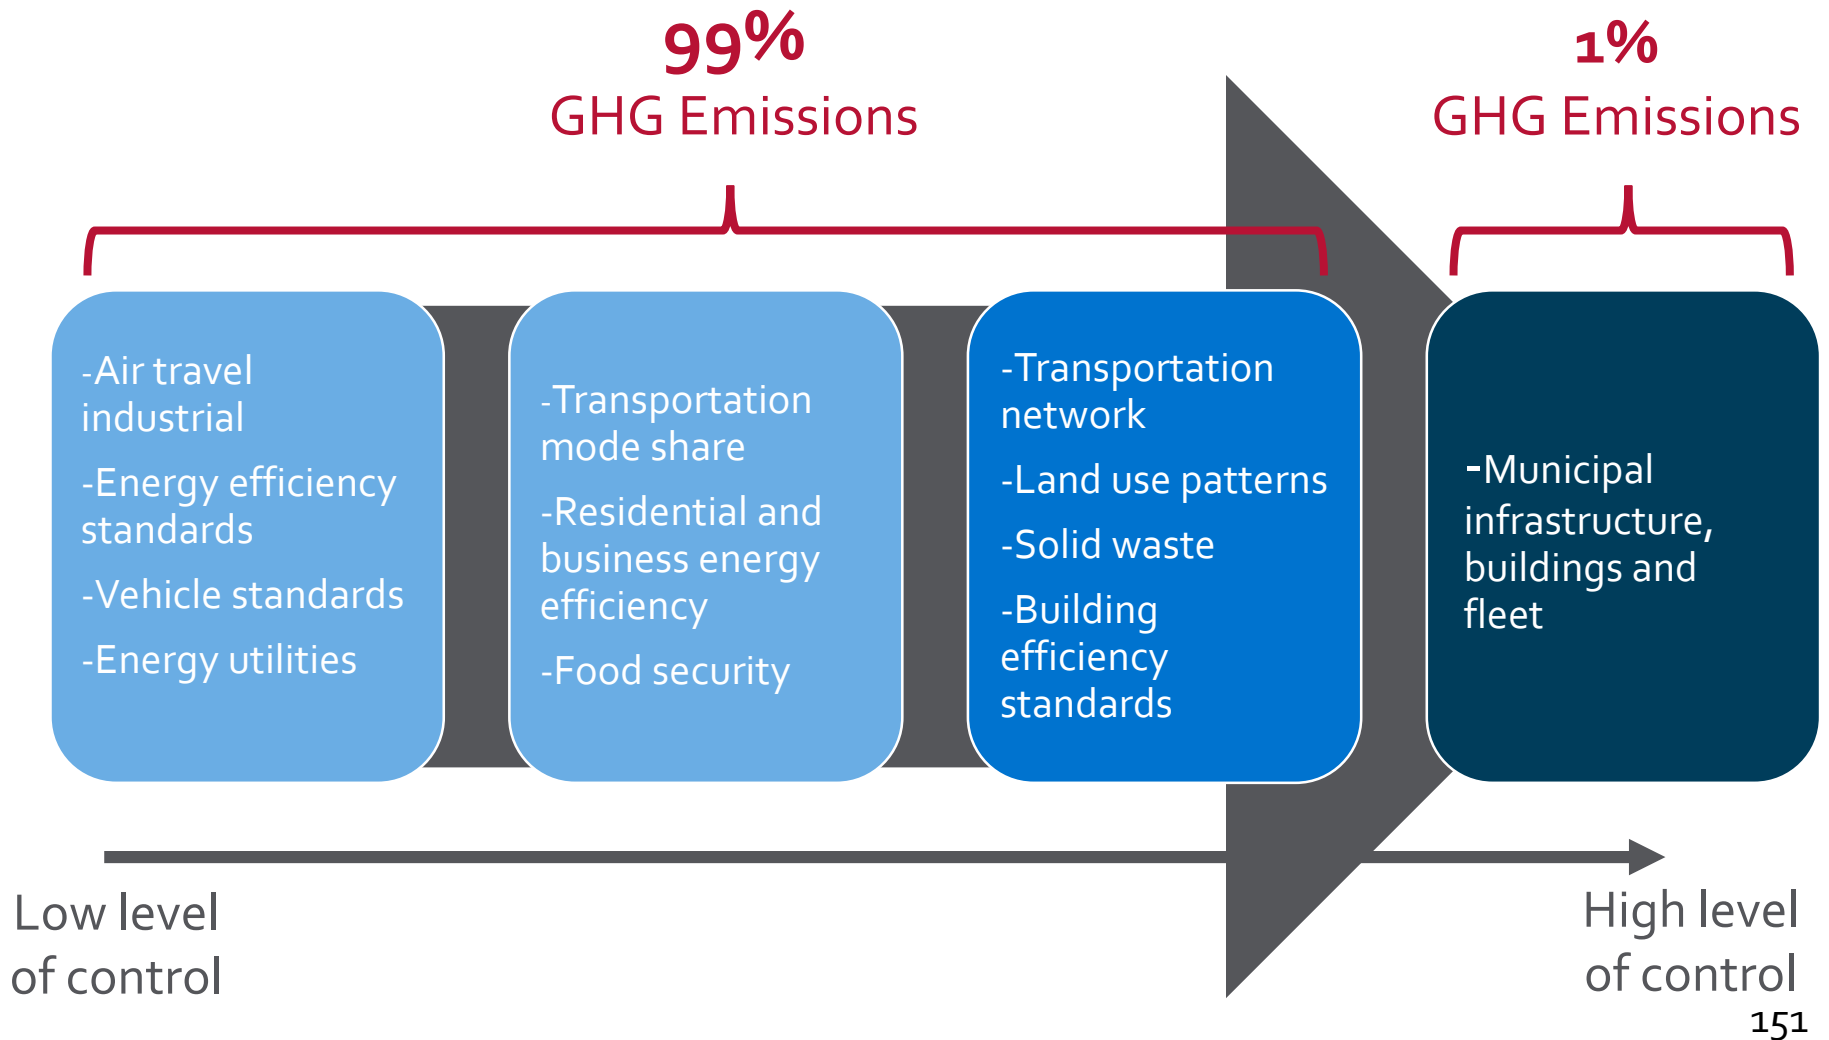 99%
GHG Emissions
1%
GHG Emissions
-Air travel
industrial
-Energy efficiency
standards
-Vehicle standards
-Energy utilities
-Transportation
mode share
-Residential and
business energy
efficiency
-Food security
-Transportation
network
-Land use patterns
-Solid waste
-Building
efficiency
standards
-Municipal
infrastructure,
buildings and
fleet
Low level
of control
High level
of control
151